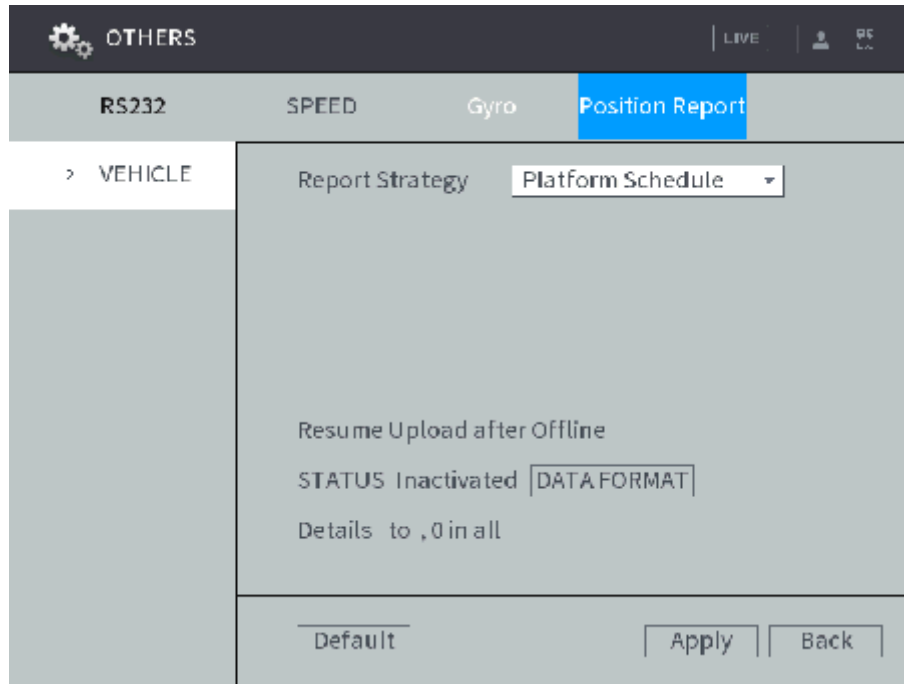 OTHERS
LIVE
RS232 SPEED Gyro Position Report
> VEHICLE
Report Strategy Platform Schedule
Resume Upload after Offline
STATUS Inactivated DATA FORMAT
Details to , 0 in all
Default Apply Back